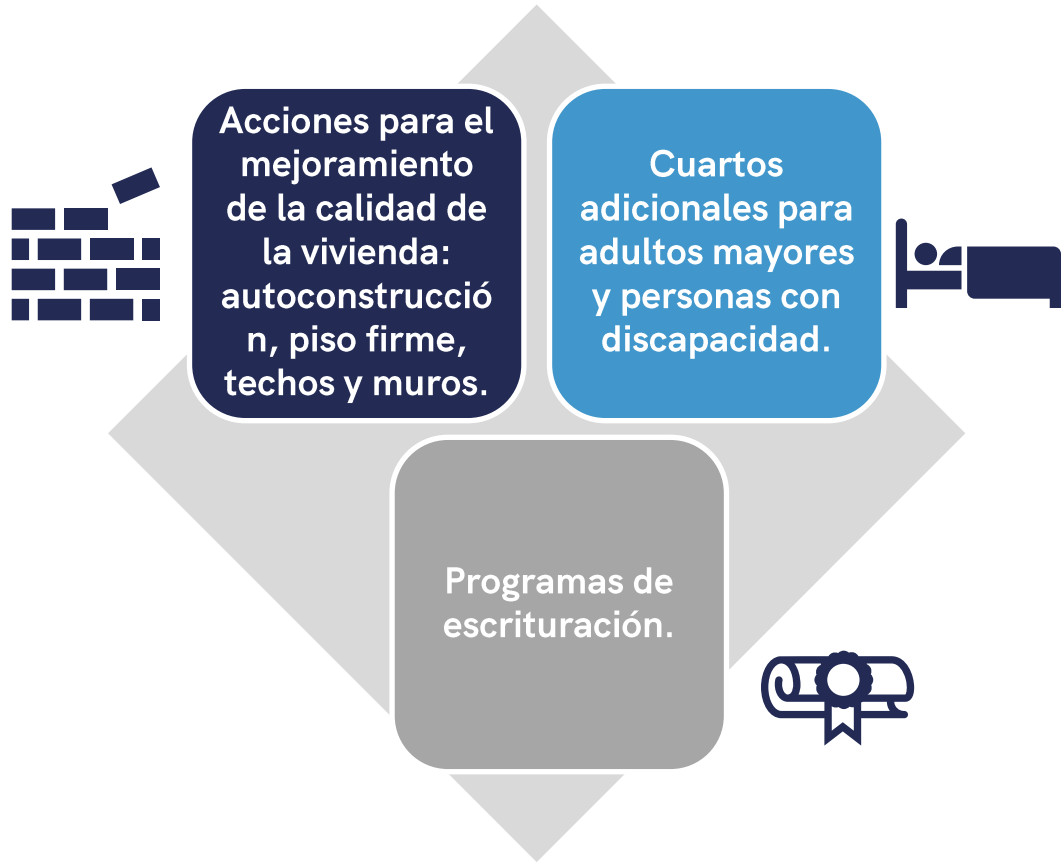 Acciones para el
mejoramiento
de la calidad de
la vivienda:
autoconstrucció
n, piso firme,
techos y muros.
Cuartos
adicionales para
adultos mayores
y personas con
discapacidad.
Programas de
escrituración.